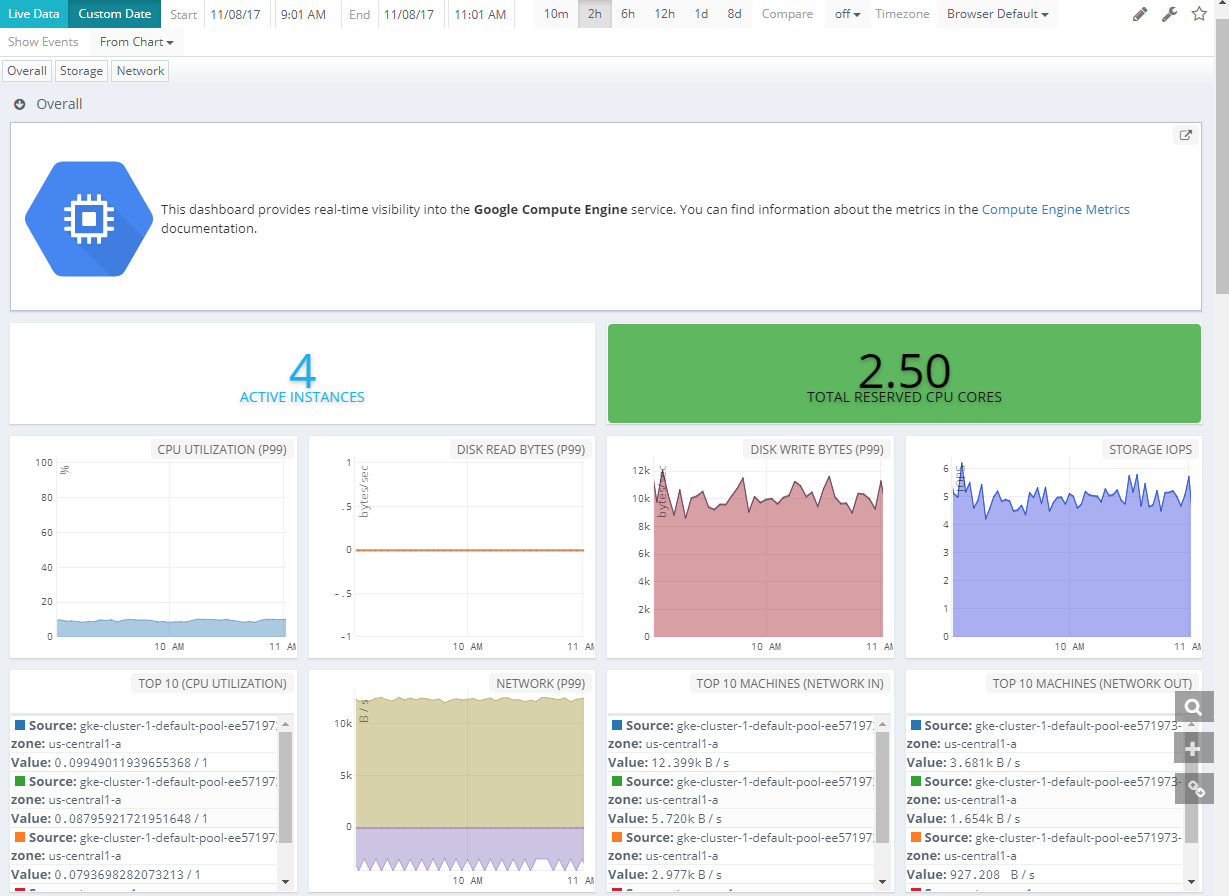 Live Data Custom Date Start 11/08/17 9:01 AM End 11/08/17 11:01 AM 10m 2h 6h 12h 1d 8d Compare off Timezone Browser Default
Show Events From Chart
Overall Storage Network
Overall
This dashboard provides real-time visibility into the Google Compute Engine service. You can find information about the metrics in the Compute Engine Metrics
documentation.
4
ACTIVE INSTANCES
2.50
TOTAL RESERVED CPU CORES
CPU UTILIZATION (P99)
%
100
80
60
40
20
0
10 AM 11 AM
DISK READ BYTES (P99)
bytes/sec
1
.5
0
-.5
-1
10 AM 11 AM
DISK WRITE BYTES (P99)
bytes/sec
12k
10k
8k
6k
4k
2k
0
10 AM 11 AM
STORAGE IOPS
6
5
4
3
2
1
0
10 AM 11 AM
TOP 10 (CPU UTILIZATION)
Source: gke-cluster-1-default-pool-ee571973
zone: us-central1-a
Value: 0.09949011939655368 / 1
Source: gke-cluster-1-default-pool-ee571973
zone: us-central1-a
Value: 0.08795921721951648 / 1
Source: gke-cluster-1-default-pool-ee571973
zone: us-central1-a
Value: 0.0793698282073213 / 1
NETWORK (P99)
B / s
10k
5k
0
10 AM 11 AM
TOP 10 MACHINES (NETWORK IN)
Source: gke-cluster-1-default-pool-ee571973
zone: us-central1-a
Value: 12.399k B / s
Source: gke-cluster-1-default-pool-ee571973
zone: us-central1-a
Value: 5.720k B / s
Source: gke-cluster-1-default-pool-ee571973
zone: us-central1-a
Value: 2.977k B / s
TOP 10 MACHINES (NETWORK OUT)
Source: gke-cluster-1-default-pool-ee571973-
zone: us-central1-a
Value: 3.681k B / s
Source: gke-cluster-1-default-pool-ee571973-
zone: us-central1-a
Value: 1.654k B / s
Source: gke-cluster-1-default-pool-ee571973-
zone: us-central1-a
Value: 927.208 B / s